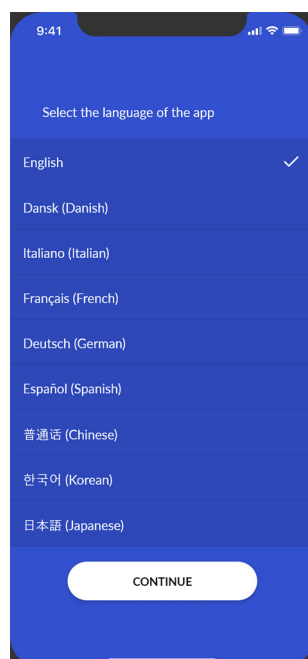 9:41
Select the language of the app
English
Dansk (Danish)
Italiano (Italian)
Français (French)
Deutsch (German)
Español (Spanish)
普通话 (Chinese)
한국어 (Korean)
日本語 (Japanese)
CONTINUE